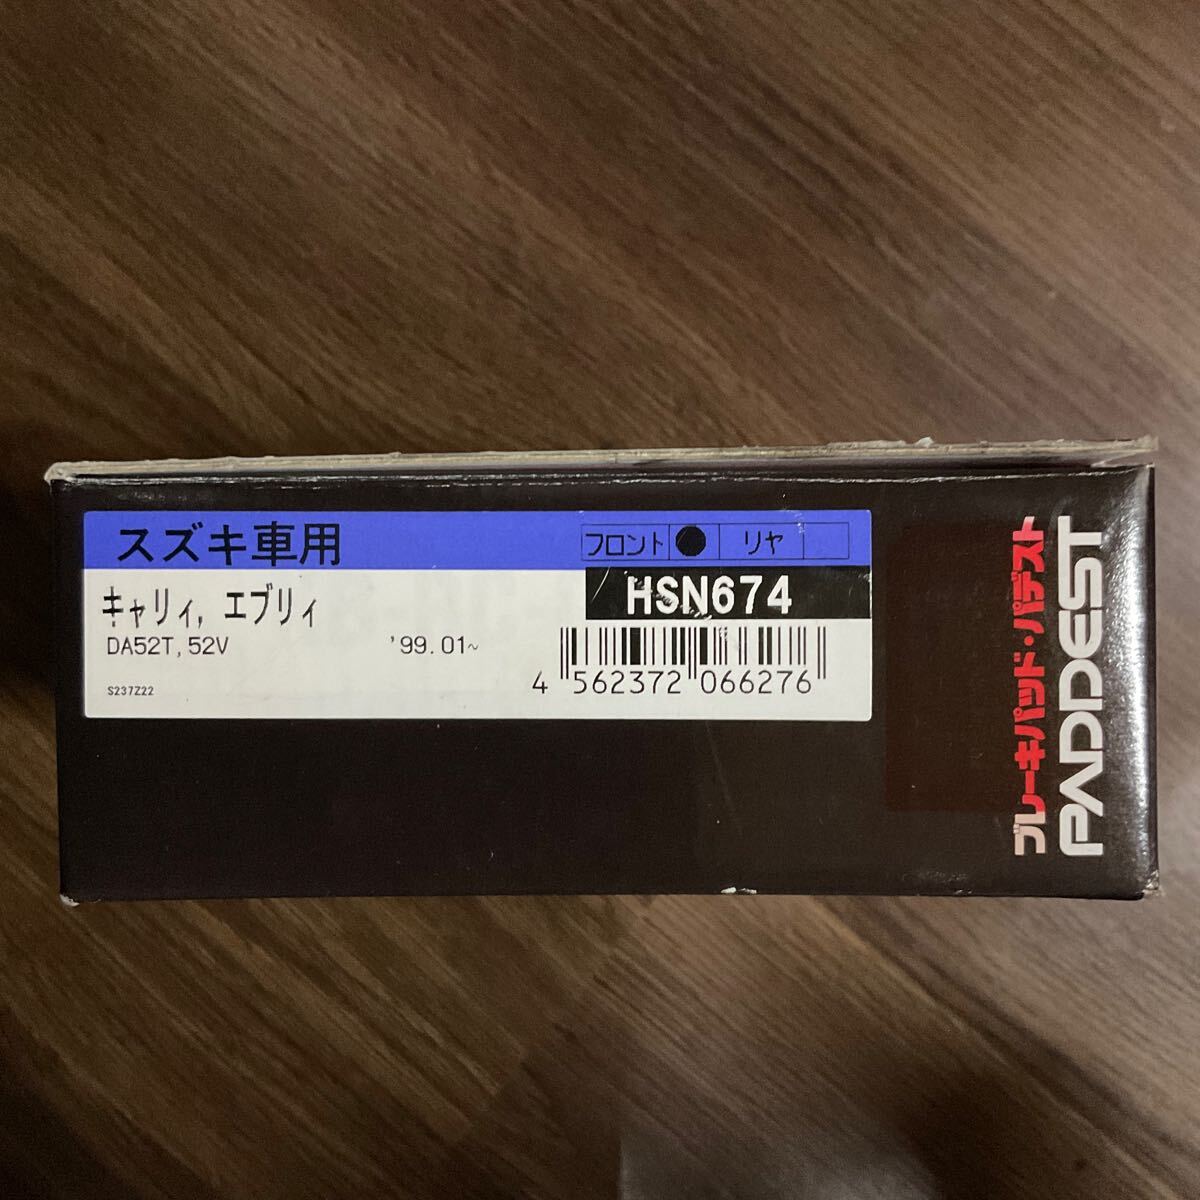 スズキ車用
フロント ● リヤ
HSN674
キャリィ, エブリィ
DA52T, 52V '99.01~
S237Z22
4 562372 066276
ブレーキパッド・パデスト
PADDEST